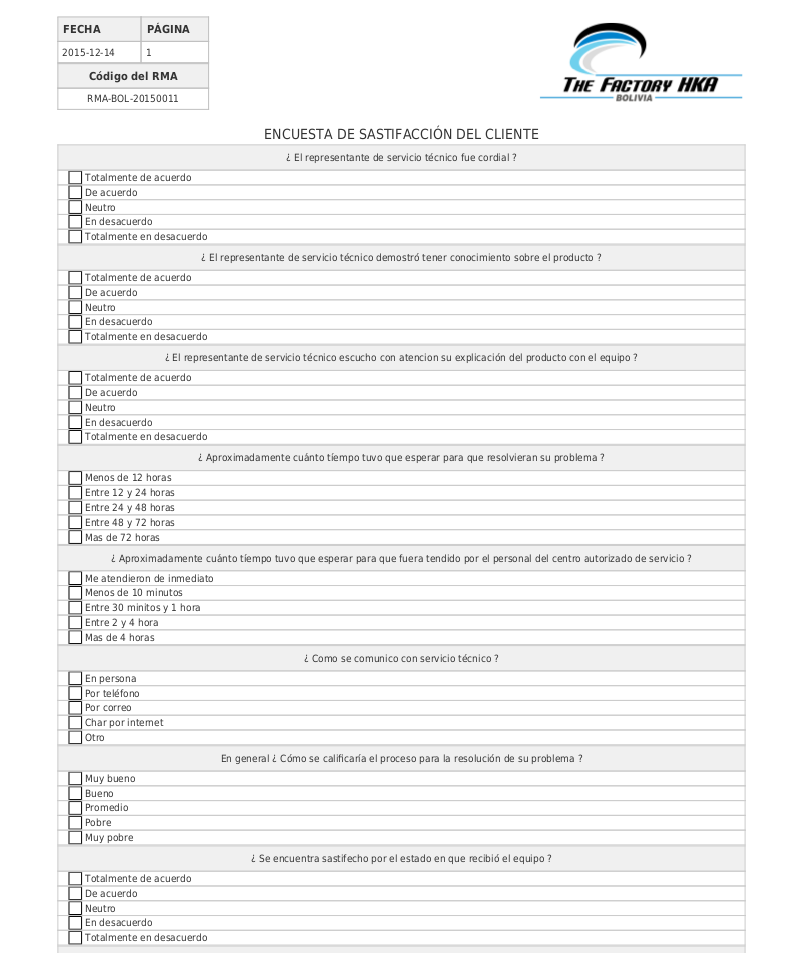 FECHA PÁGINA
2015-12-14 1
Código del RMA
RMA-BOL-20150011
THE FACTORY HKA
BOLIVIA
ENCUESTA DE SASTIFACCIÓN DEL CLIENTE
¿ El representante de servicio técnico fue cordial ?
Totalmente de acuerdo
De acuerdo
Neutro
En desacuerdo
Totalmente en desacuerdo
¿ El representante de servicio técnico demostró tener conocimiento sobre el producto ?
Totalmente de acuerdo
De acuerdo
Neutro
En desacuerdo
Totalmente en desacuerdo
¿ El representante de servicio técnico escucho con atencion su explicación del producto con el equipo ?
Totalmente de acuerdo
De acuerdo
Neutro
En desacuerdo
Totalmente en desacuerdo
¿ Aproximadamente cuánto tíempo tuvo que esperar para que resolvieran su problema ?
Menos de 12 horas
Entre 12 y 24 horas
Entre 24 y 48 horas
Entre 48 y 72 horas
Mas de 72 horas
¿ Aproximadamente cuánto tíempo tuvo que esperar para que fuera tendido por el personal del centro autorizado de servicio ?
Me atendieron de inmediato
Menos de 10 minutos
Entre 30 minitos y 1 hora
Entre 2 y 4 hora
Mas de 4 horas
¿ Como se comunico con servicio técnico ?
En persona
Por teléfono
Por correo
Char por internet
Otro
En general ¿ Cómo se calificaría el proceso para la resolución de su problema ?
Muy bueno
Bueno
Promedio
Pobre
Muy pobre
¿ Se encuentra sastifecho por el estado en que recibió el equipo ?
Totalmente de acuerdo
De acuerdo
Neutro
En desacuerdo
Totalmente en desacuerdo